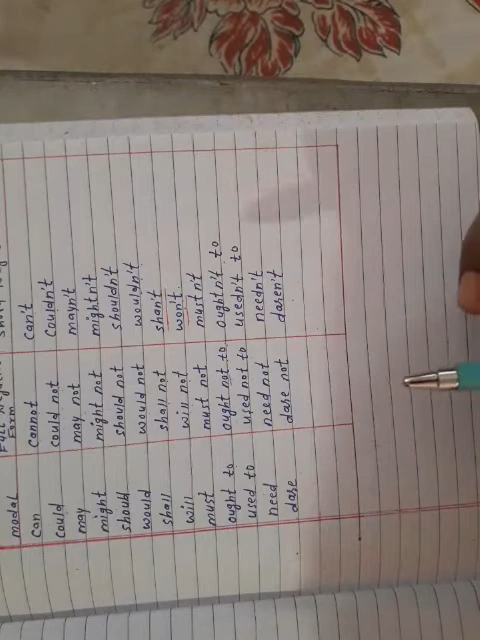 modal Full Form Short
can cannot can't
could could not couldn't
may may not mayn't
might might not mightn't
should should not shouldn't
would would not wouldn't
shall shall not shan't
will will not won't
must must not mustn't
ought to ought not to oughtn't to
used to used not to usedn't to
need need not needn't
dare dare not daren't